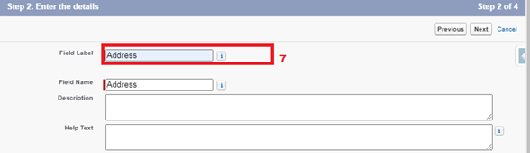 Step 2. Enter the details Step 2 of 4
Previous Next Cancel
Field Label Address i 7
Field Name Address i
Description
Help Text i